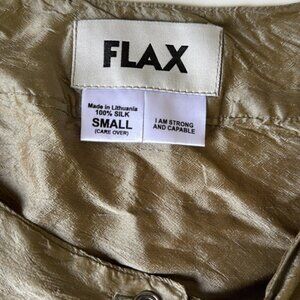 FLAX
Made in Lithuania
100% SILK
SMALL
(CARE OVER)
I AM STRONG
AND CAPABLE